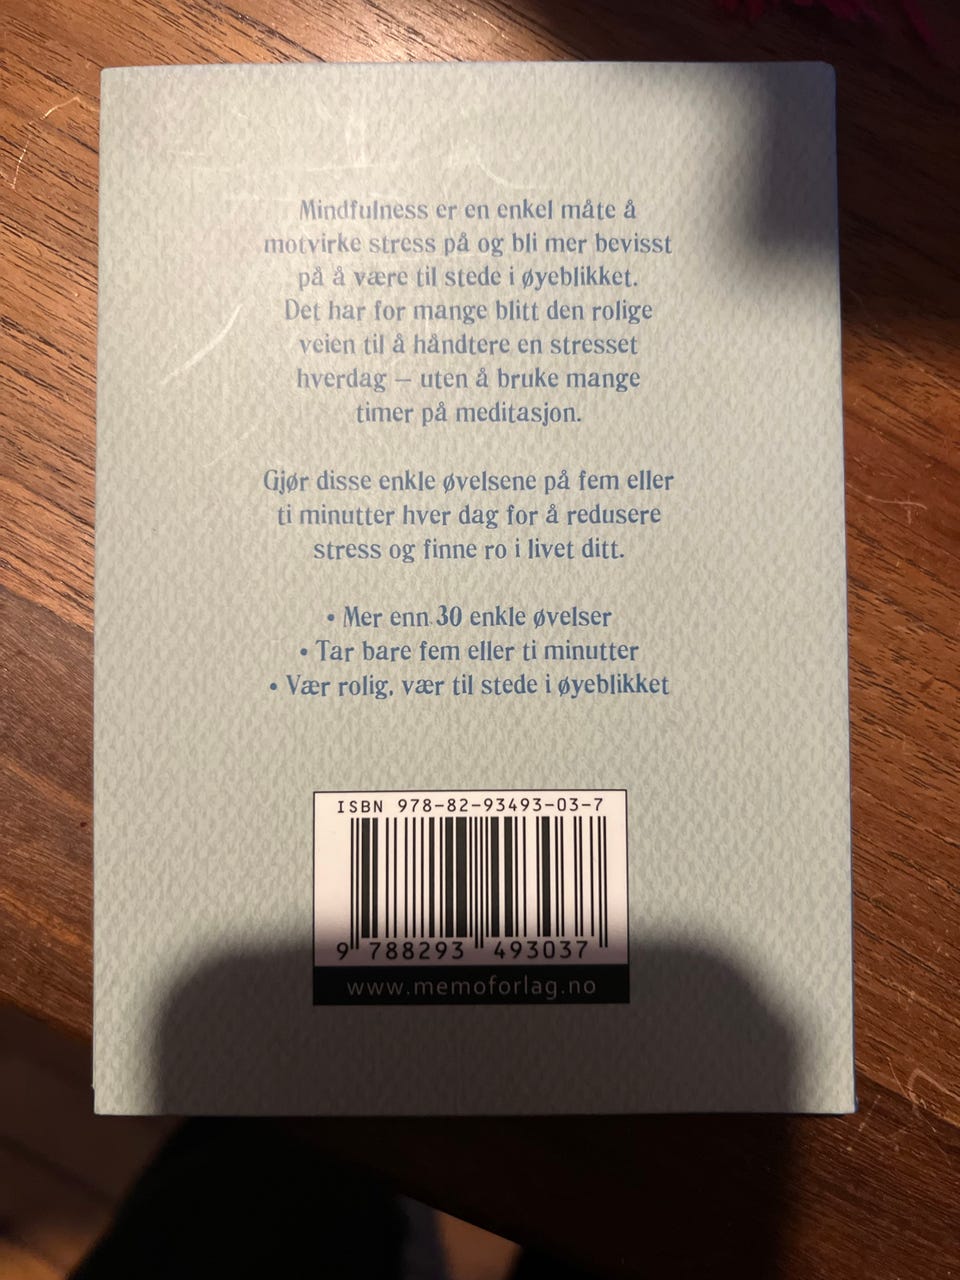 Mindfulness er en enkel måte å
motvirke stress på og bli mer bevisst
på å være til stede i øyeblikket.
Det har for mange blitt den rolige
veien til å håndtere en stresset
hverdag – uten å bruke mange
timer på meditasjon.
Gjør disse enkle øvelsene på fem eller
ti minutter hver dag for å redusere
stress og finne ro i livet ditt.
• Mer enn 30 enkle øvelser
• Tar bare fem eller ti minutter
• Vær rolig, vær til stede i øyeblikket
ISBN 978-82-93493-03-7
9 788293 493037
www.memoforlag.no